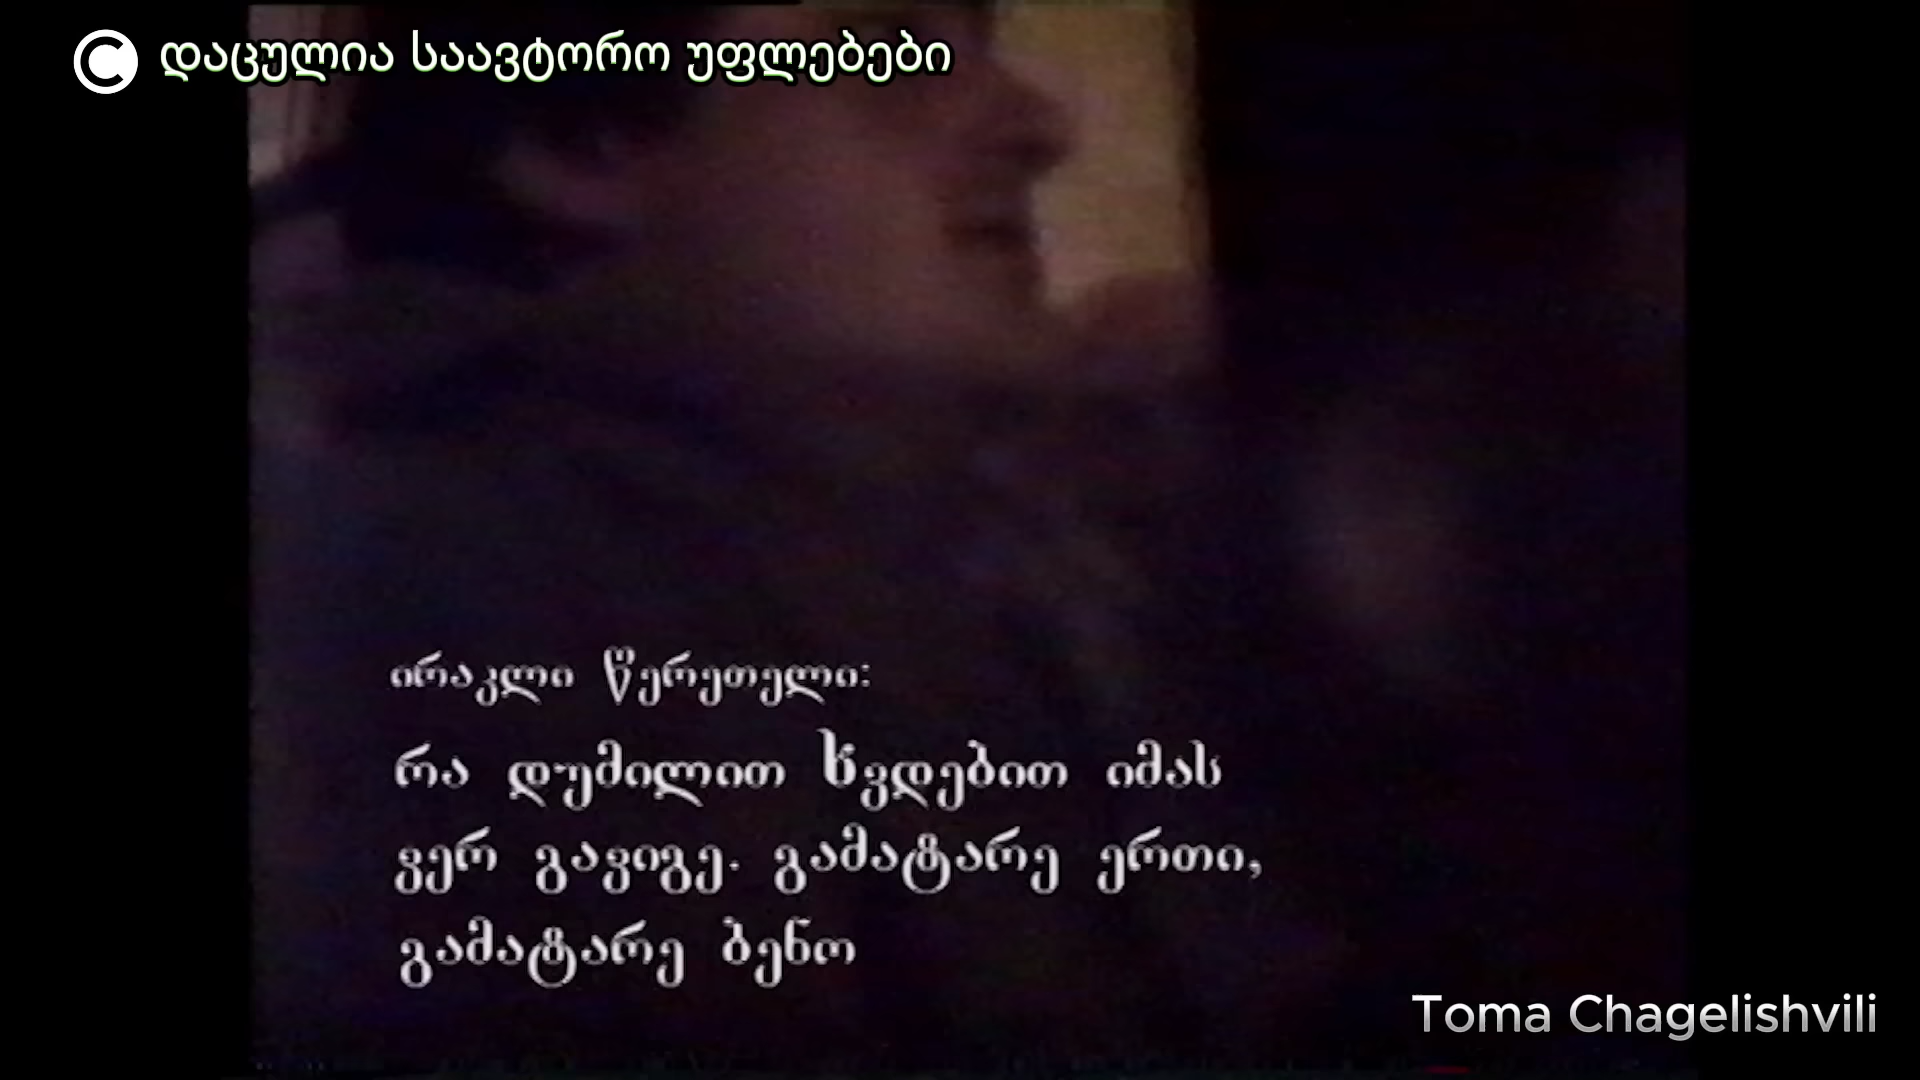 © დაცულია საავტორო უფლებები
ირაკლი წერეთელი:
რა დუმილით ხვდებით იმას
ვერ გავიგე. გამატარე ერთი,
გამატარე ბენო
Toma Chagelishvili